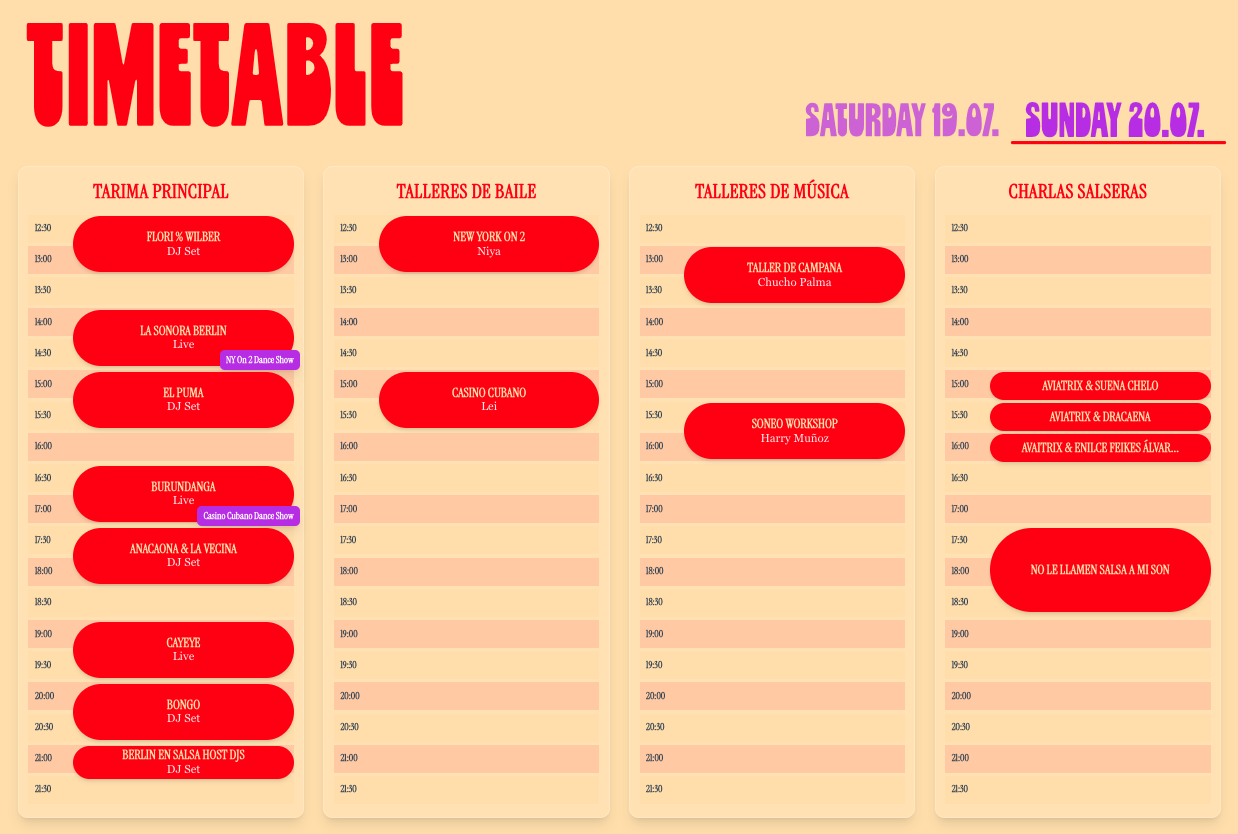 TIMETABLE
SATURDAY 19.07.
SUNDAY 20.07.
TARIMA PRINCIPAL
12:30
FLORI % WILBER
DJ Set
13:00
13:30
14:00
LA SONORA BERLIN
Live
14:30
NY On 2 Dance Show
15:00
EL PUMA
DJ Set
15:30
16:00
16:30
BURUNDANGA
Live
17:00
Casino Cubano Dance Show
17:30
ANACAONA & LA VECINA
DJ Set
18:00
18:30
19:00
CAYEYE
Live
19:30
20:00
BONGO
DJ Set
20:30
21:00
BERLIN EN SALSA HOST DJS
DJ Set
21:30
TALLERES DE BAILE
12:30
NEW YORK ON 2
Niya
13:00
13:30
14:00
14:30
15:00
CASINO CUBANO
Lei
15:30
16:00
16:30
17:00
17:30
18:00
18:30
19:00
19:30
20:00
20:30
21:00
21:30
TALLERES DE MÚSICA
12:30
13:00
TALLER DE CAMPANA
Chucho Palma
13:30
14:00
14:30
15:00
15:30
SONEO WORKSHOP
Harry Muñoz
16:00
16:30
17:00
17:30
18:00
18:30
19:00
19:30
20:00
20:30
21:00
21:30
CHARLAS SALSERAS
12:30
13:00
13:30
14:00
14:30
15:00
AVIATRIX & SUENA CHELO
15:30
AVIATRIX & DRACAENA
16:00
AVAITRIX & ENILCE FEIKES ÁLVAR...
16:30
17:00
17:30
18:00
NO LE LLAMEN SALSA A MI SON
18:30
19:00
19:30
20:00
20:30
21:00
21:30